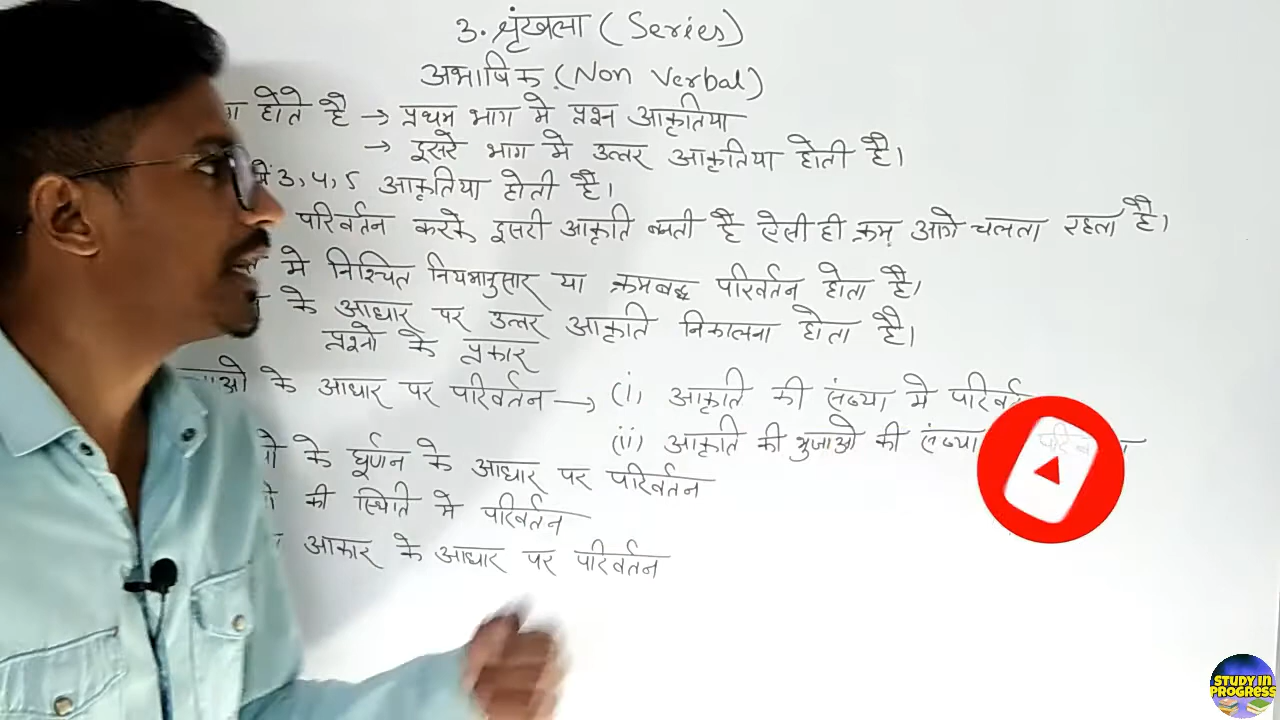 3. श्रृंखला (Series)
अभाषिक (Non Verbal)
होते है → प्रथम भाग मे प्रश्न आकृतिया
→ दुसरे भाग मे उत्तर आकृतिया होती है।
में 3, 4, 5 आकृतिया होती है।
परिवर्तन करके दुसरी आकृति बनती है ऐसी ही क्रम आगे चलता रहता है।
मे निश्चित नियमानुसार या क्रमबद्ध परिवर्तन होता है।
के आधार पर उत्तर आकृति निकालना होता है।
प्रश्नो के प्रकार
के आधार पर परिवर्तन → (i) आकृति की संख्या मे
(ii) आकृति की भुजाओ की संख्या
के घुर्णन के आधार पर परिवर्तन
की स्थिति मे परिवर्तन
आकार के आधार पर परिवर्तन
STUDY IN
PROGRESS